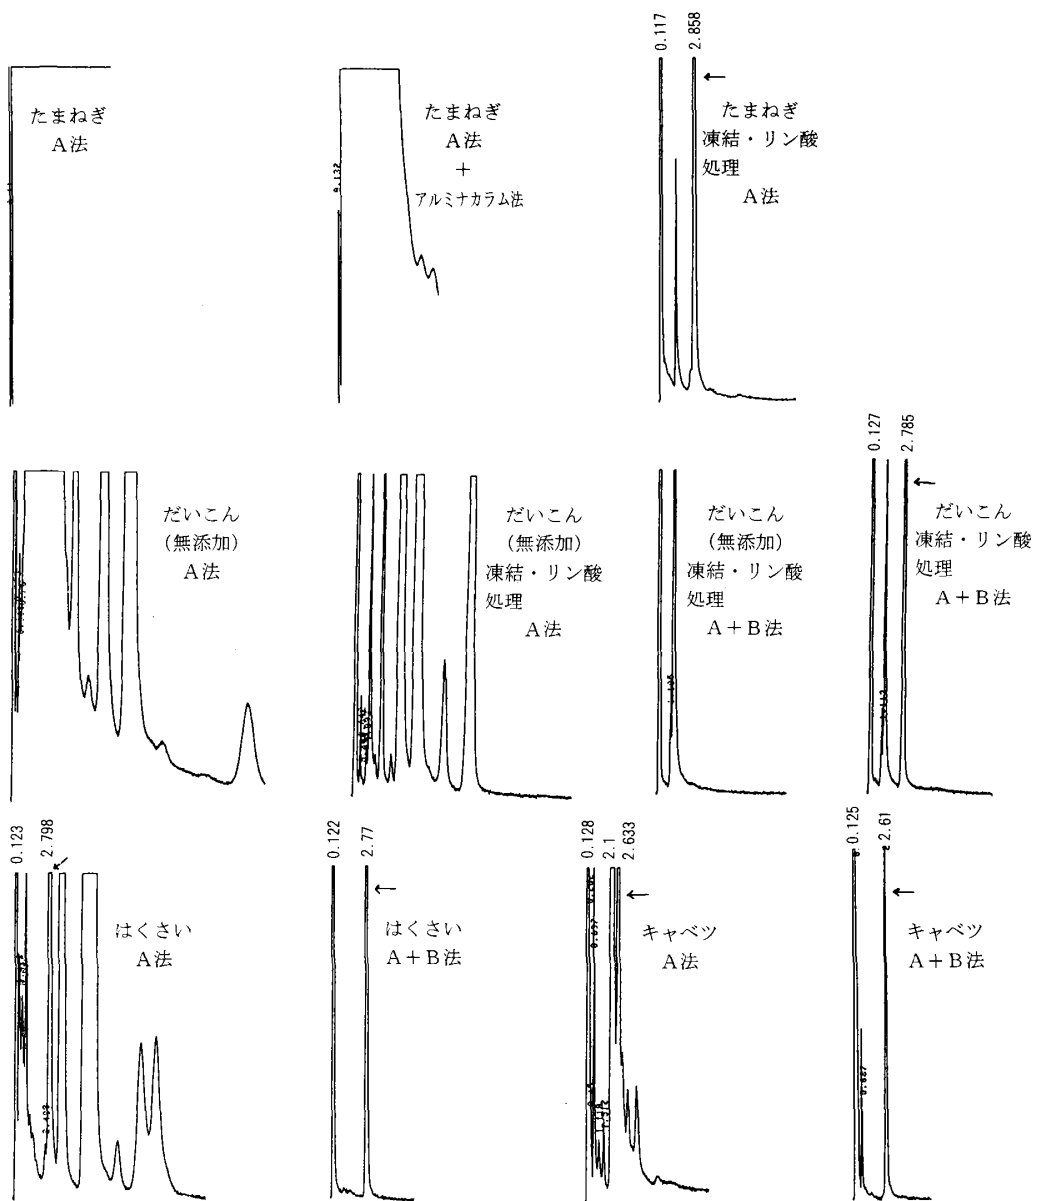 たまねぎ
A法
たまねぎ
A法
+
アルミナカラム法
0.117
2.858
たまねぎ
凍結・リン酸
処理
A法
だいこん
(無添加)
A法
だいこん
(無添加)
凍結・リン酸
処理
A法
だいこん
(無添加)
凍結・リン酸
処理
A+B法
0.127
2.785
だいこん
凍結・リン酸
処理
A+B法
0.123
2.798
はくさい
A法
0.122
2.77
はくさい
A+B法
0.128
2.1
2.633
キャベツ
A法
0.125
2.61
キャベツ
A+B法